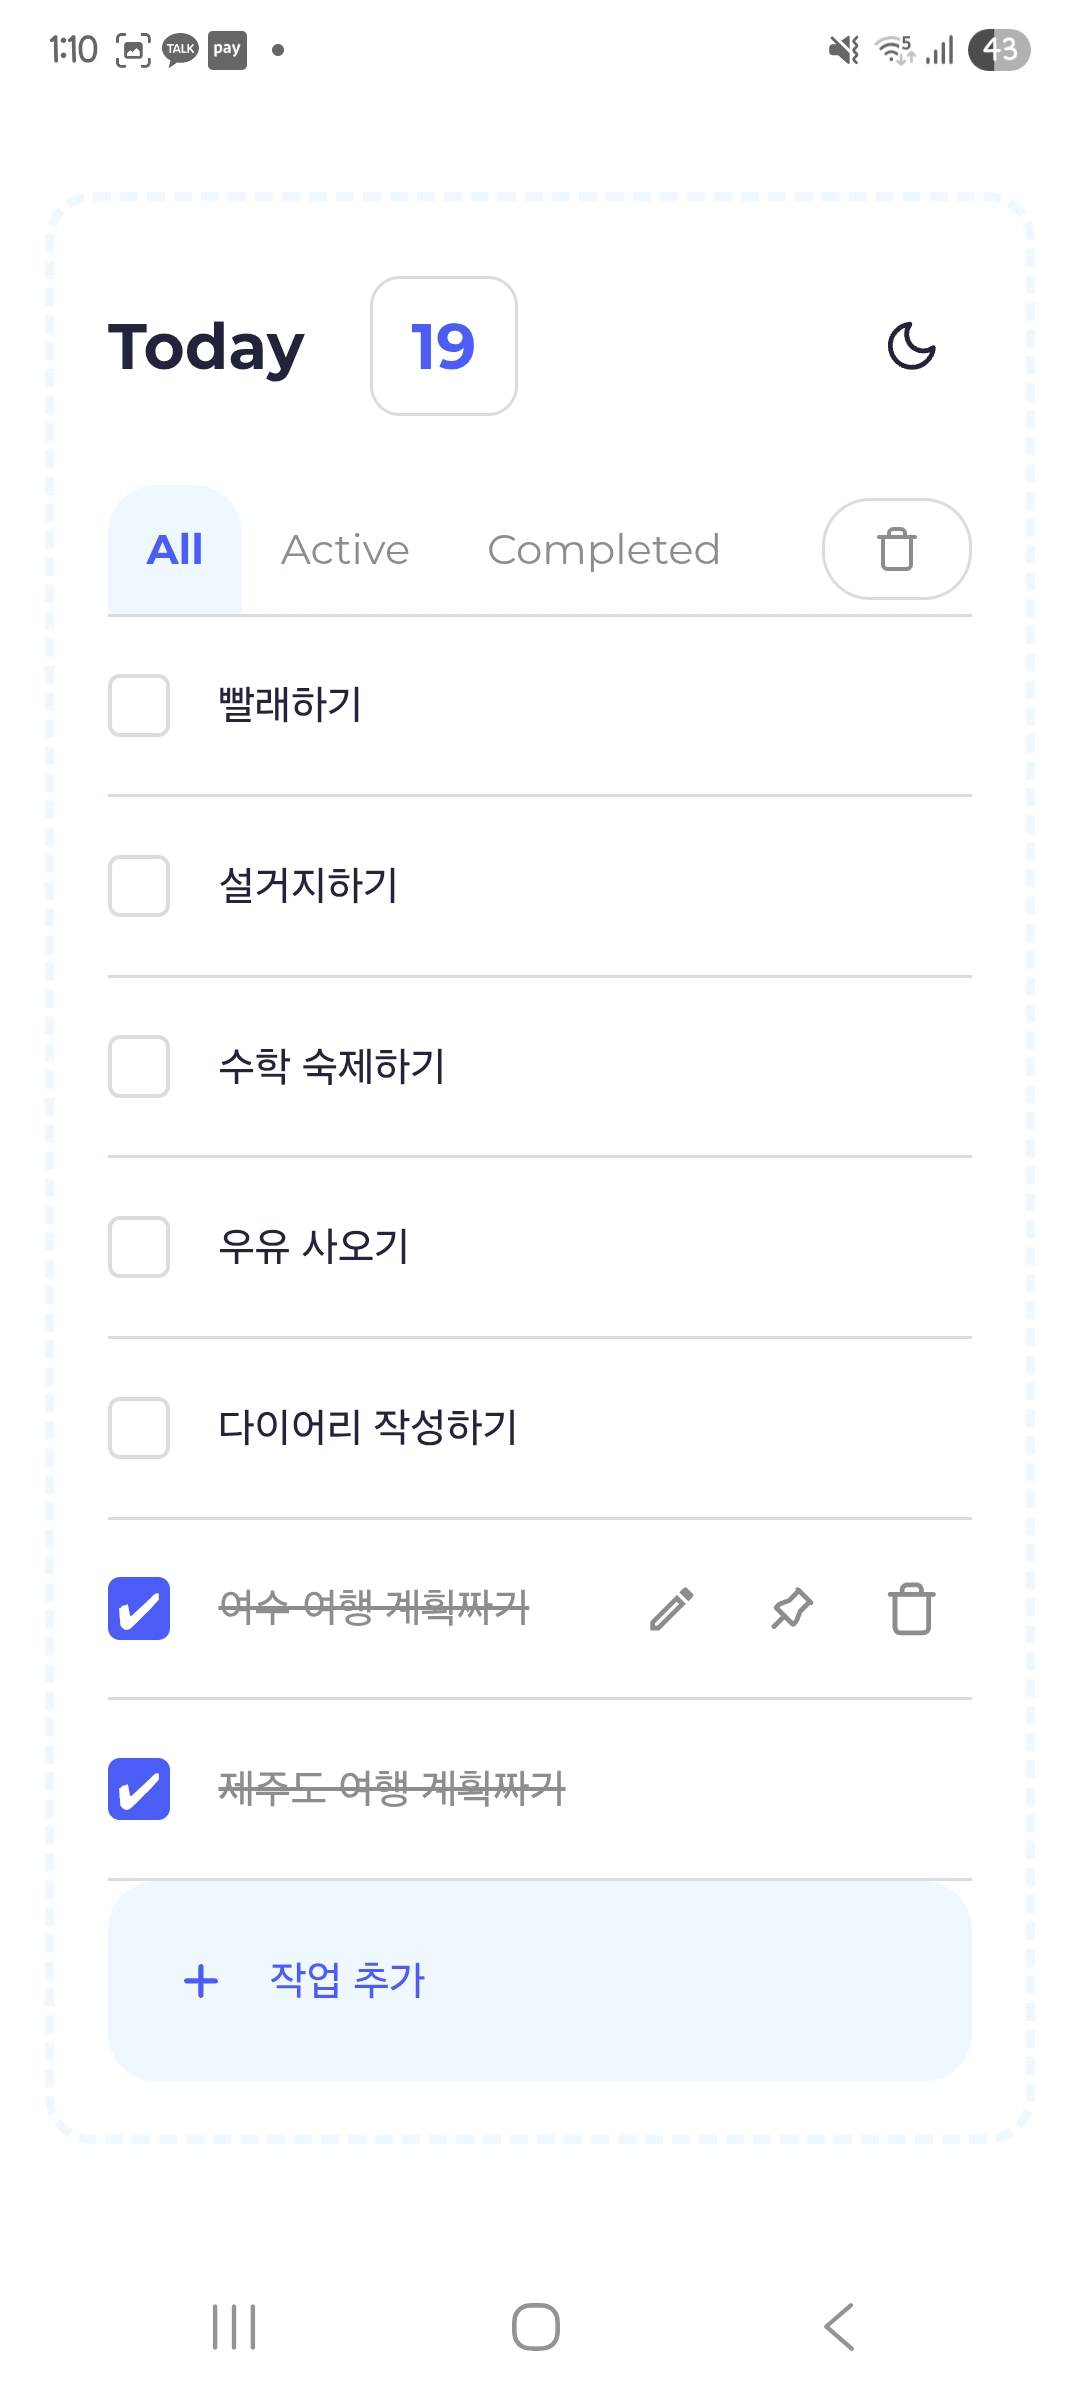 1:10 TALK pay 5 43
Today 19
All Active Completed
빨래하기
설거지하기
수학 숙제하기
우유 사오기
다이어리 작성하기
여수 여행 계획짜기
제주도 여행 계획짜기
+ 작업 추가